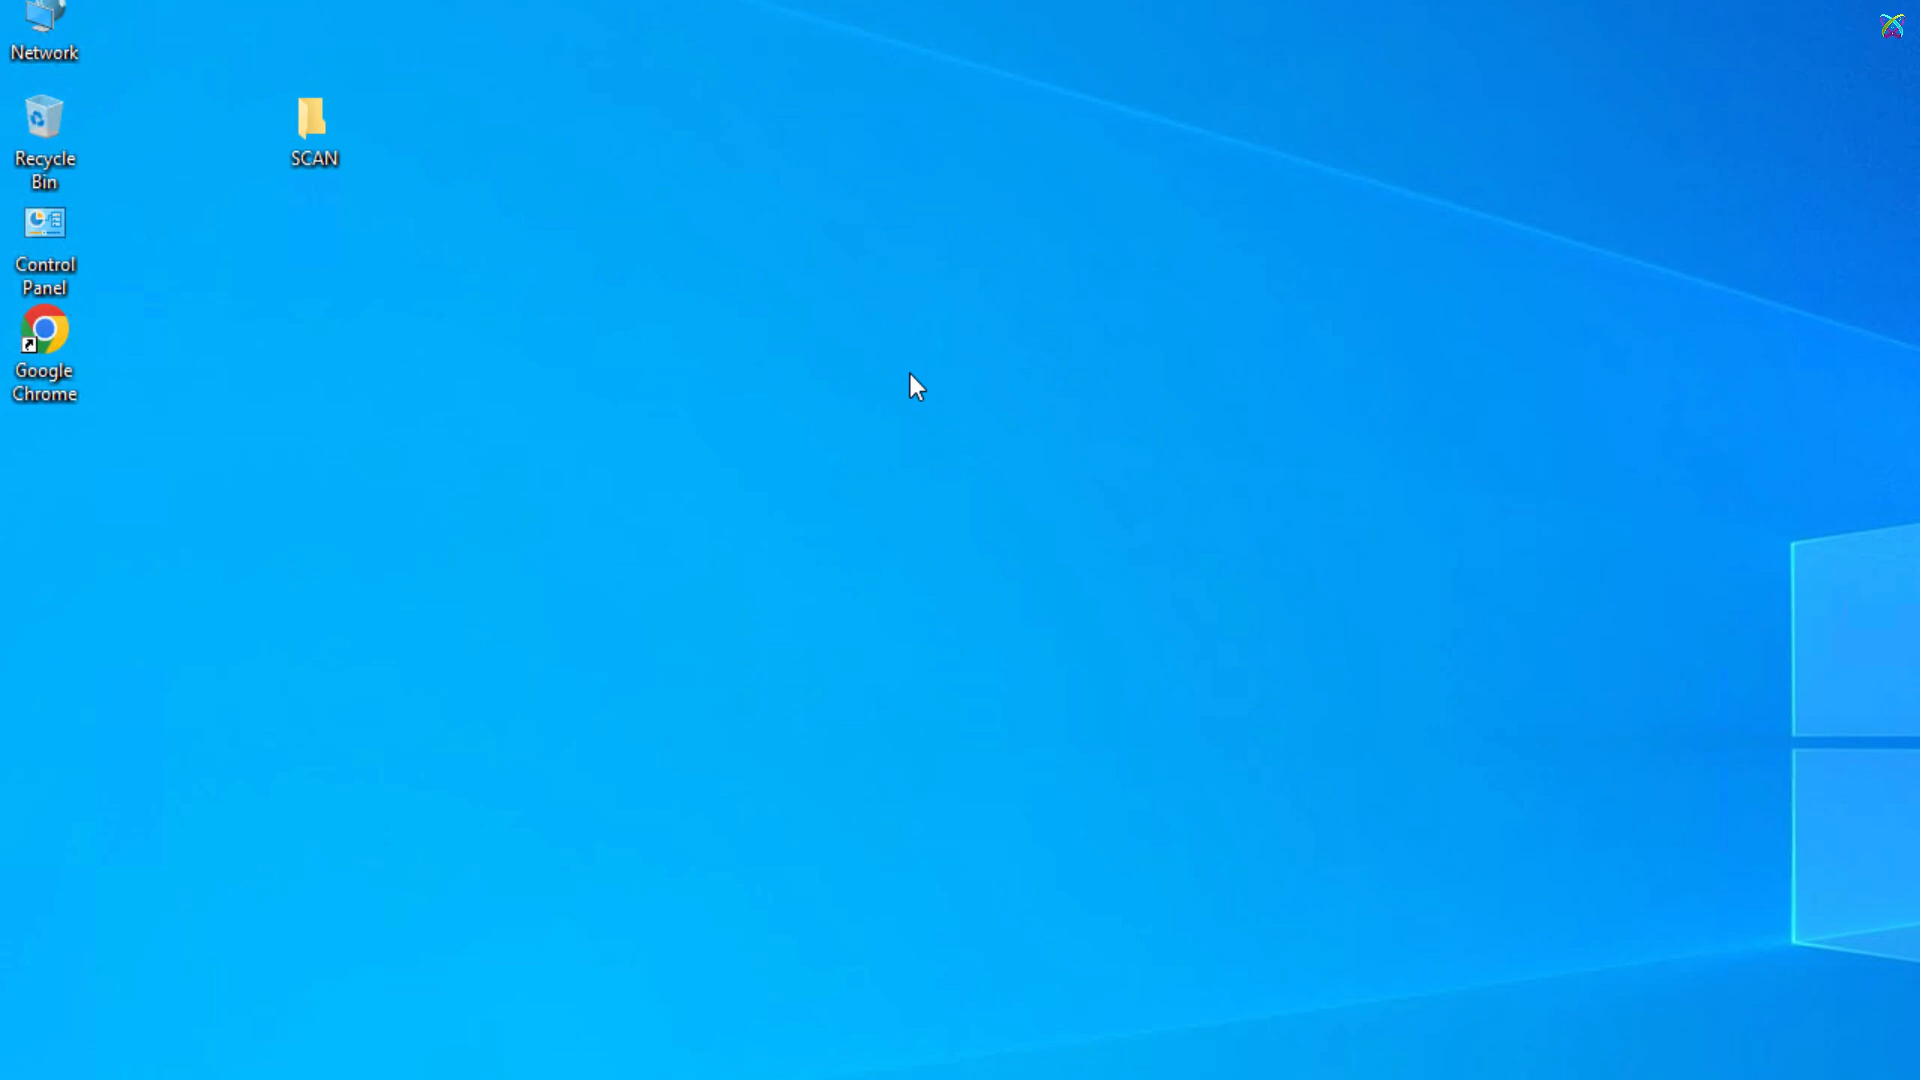 Network
Recycle
Bin
SCAN
Control
Panel
Google
Chrome